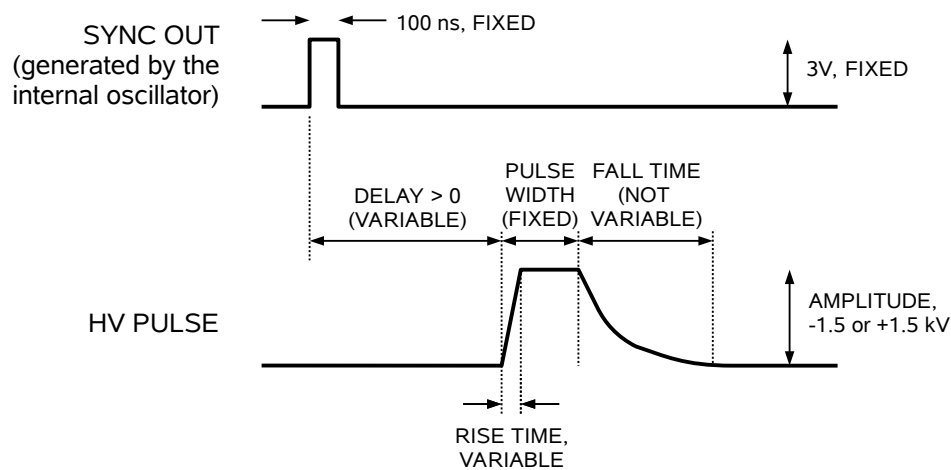 100 ns, FIXED
SYNC OUT
(generated by the
internal oscillator)
3V, FIXED
DELAY > 0
(VARIABLE)
PULSE
WIDTH
(FIXED)
FALL TIME
(NOT
VARIABLE)
HV PULSE
AMPLITUDE,
-1.5 or +1.5 kV
RISE TIME,
VARIABLE